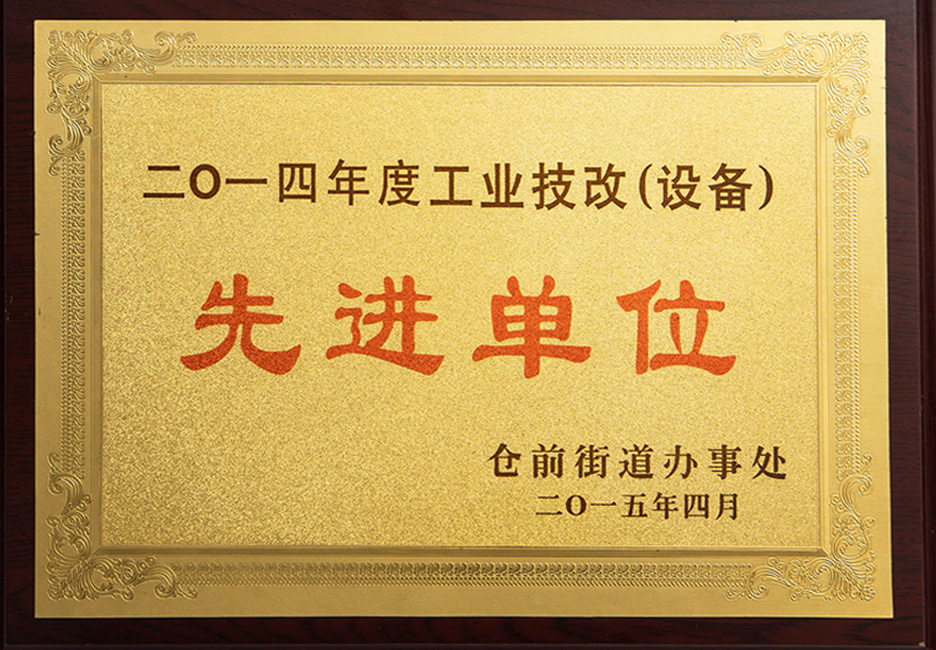 二〇一四年度工业技改(设备)
先进单位
仓前街道办事处
二〇一五年四月